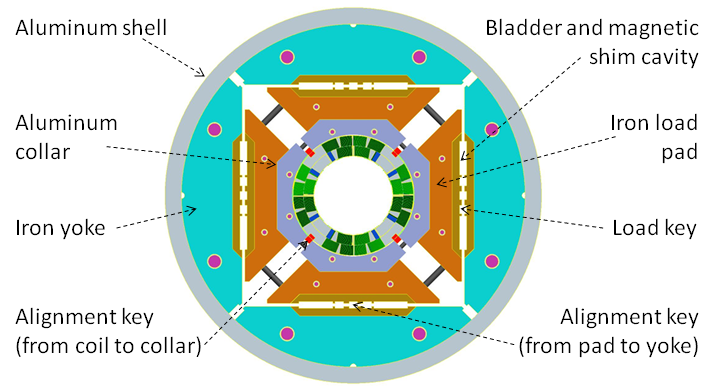 Aluminum shell
Bladder and magnetic
shim cavity
Aluminum
collar
Iron load
pad
Iron yoke
Load key
Alignment key
(from coil to collar)
Alignment key
(from pad to yoke)